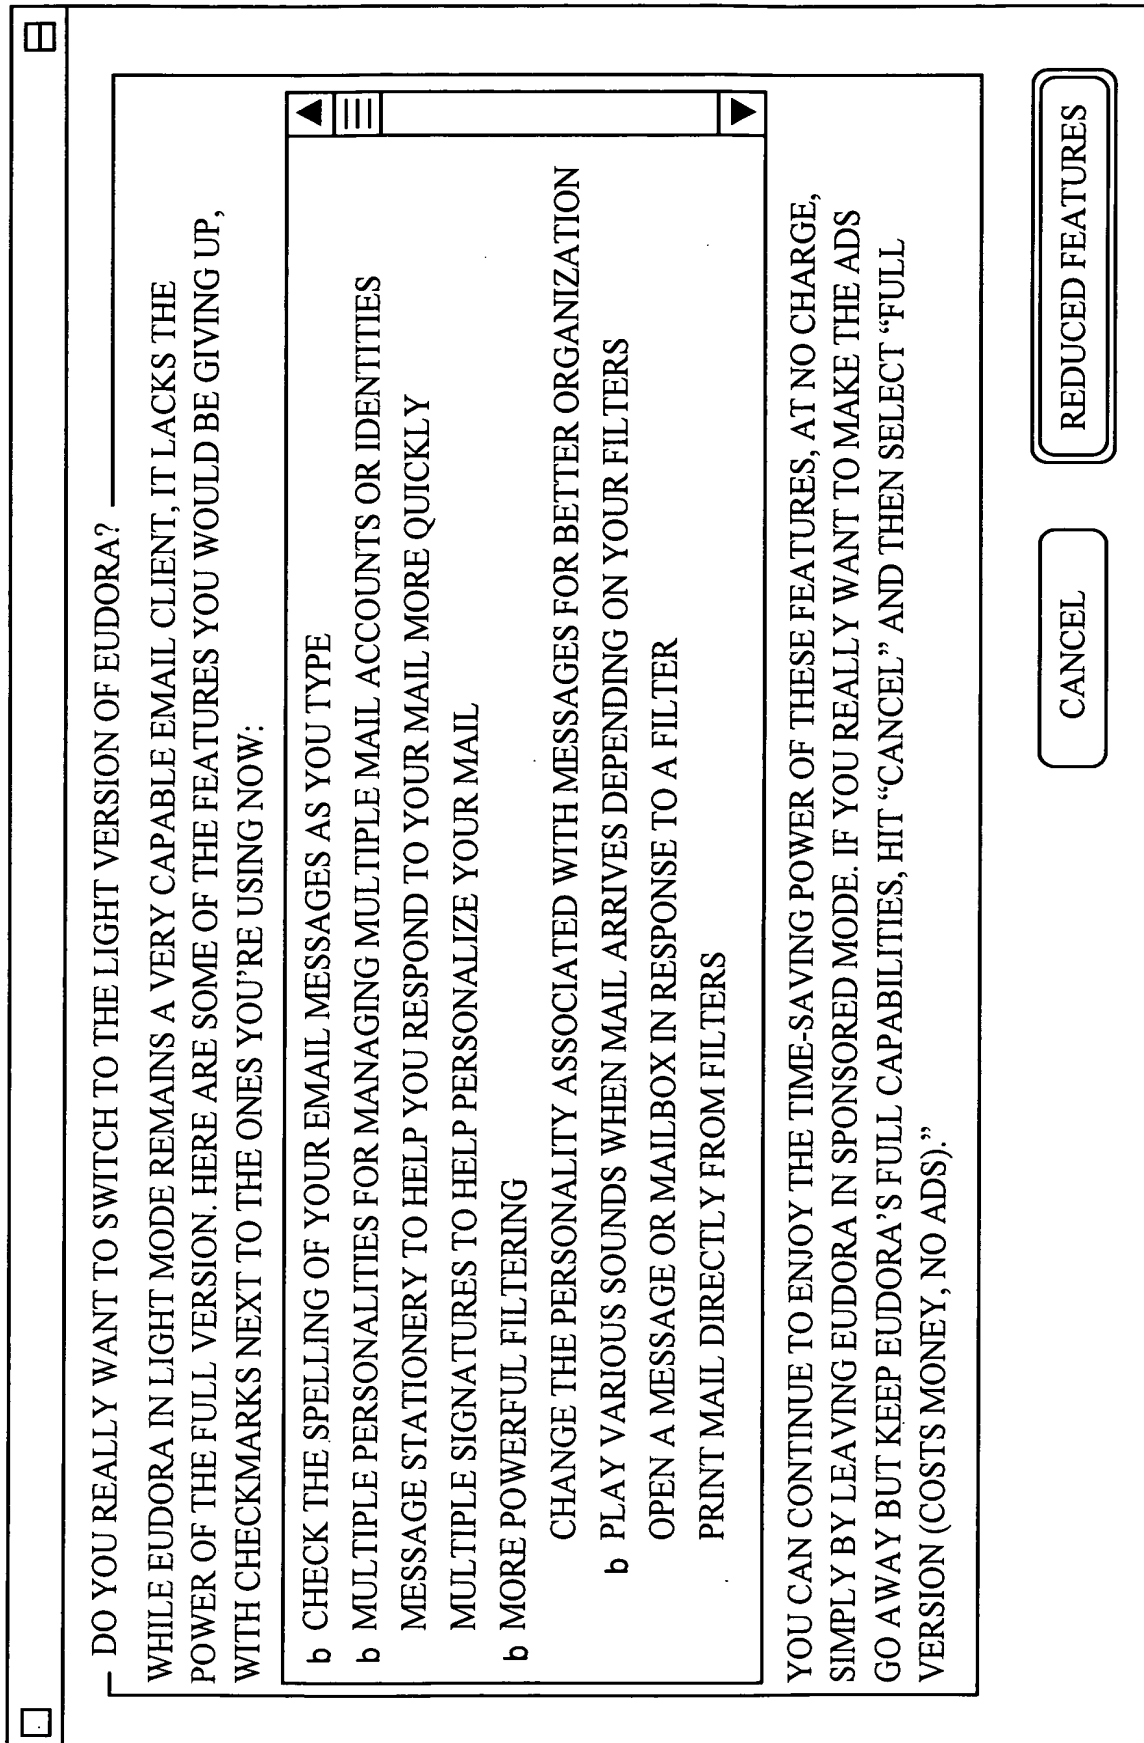 DO YOU REALLY WANT TO SWITCH TO THE LIGHT VERSION OF EUDORA?
WHILE EUDORA IN LIGHT MODE REMAINS A VERY CAPABLE EMAIL CLIENT, IT LACKS THE
POWER OF THE FULL VERSION. HERE ARE SOME OF THE FEATURES YOU WOULD BE GIVING UP,
WITH CHECKMARKS NEXT TO THE ONES YOU'RE USING NOW:
b CHECK THE SPELLING OF YOUR EMAIL MESSAGES AS YOU TYPE
b MULTIPLE PERSONALITIES FOR MANAGING MULTIPLE MAIL ACCOUNTS OR IDENTITIES
MESSAGE STATIONERY TO HELP YOU RESPOND TO YOUR MAIL MORE QUICKLY
MULTIPLE SIGNATURES TO HELP PERSONALIZE YOUR MAIL
b MORE POWERFUL FILTERING
CHANGE THE PERSONALITY ASSOCIATED WITH MESSAGES FOR BETTER ORGANIZATION
b PLAY VARIOUS SOUNDS WHEN MAIL ARRIVES DEPENDING ON YOUR FILTERS
OPEN A MESSAGE OR MAILBOX IN RESPONSE TO A FILTER
PRINT MAIL DIRECTLY FROM FILTERS
YOU CAN CONTINUE TO ENJOY THE TIME-SAVING POWER OF THESE FEATURES, AT NO CHARGE,
SIMPLY BY LEAVING EUDORA IN SPONSORED MODE. IF YOU REALLY WANT TO MAKE THE ADS
GO AWAY BUT KEEP EUDORA'S FULL CAPABILITIES, HIT “CANCEL” AND THEN SELECT “FULL
VERSION (COSTS MONEY, NO ADS).”
CANCEL
REDUCED FEATURES